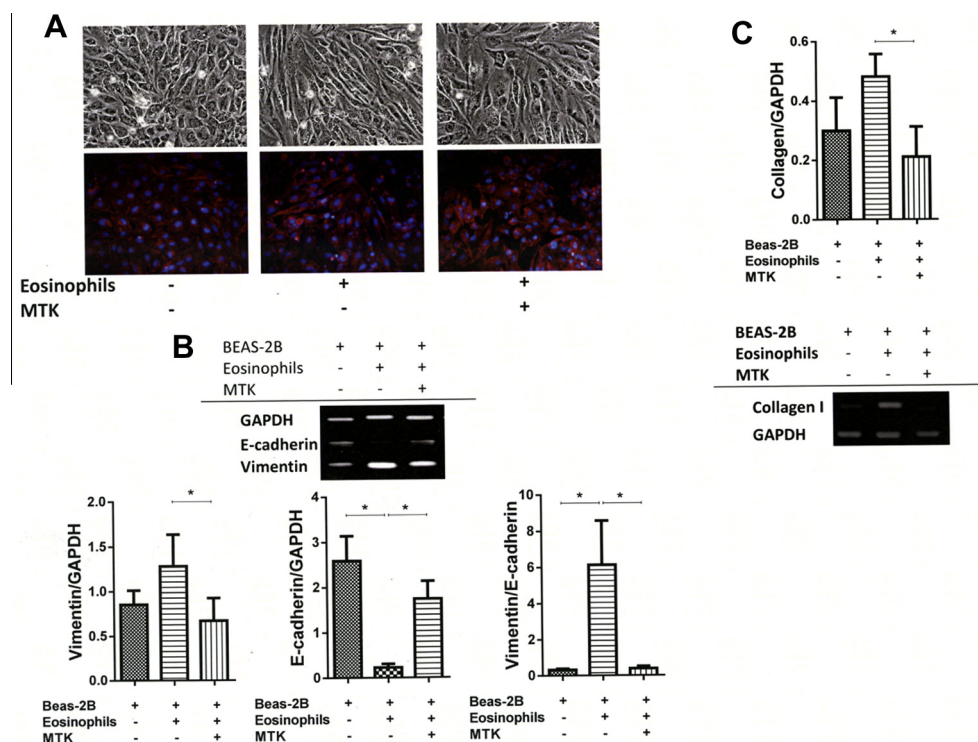 A
Eosinophils - + +
MTK - - +
B
BEAS-2B + + +
Eosinophils - + +
MTK - - +
GAPDH
E-cadherin
Vimentin
*
2.0
1.5
1.0
0.5
0.0
Vimentin/GAPDH
Beas-2B + + +
Eosinophils - + +
MTK - - +
* *
4
3
2
1
0
E-cadherin/GAPDH
Beas-2B + + +
Eosinophils - + +
MTK - - +
* *
10
8
6
4
2
0
Vimentin/E-cadherin
Beas-2B + + +
Eosinophils - + +
MTK - - +
C
*
0.6
0.4
0.2
0.0
Collagen/GAPDH
Beas-2B + + +
Eosinophils - + +
MTK - - +
BEAS-2B + + +
Eosinophils - + +
MTK - - +
Collagen I
GAPDH